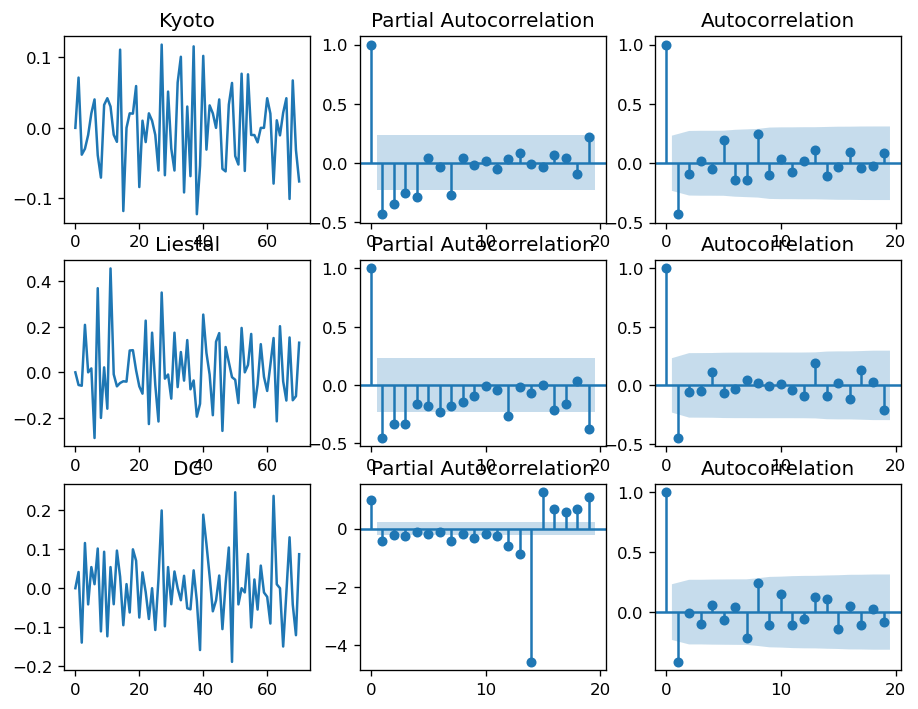 Kyoto Partial Autocorrelation Autocorrelation
0.1 1.0 1.0
0.5 0.5
0.0 0.0 0.0
−0.1 −0.5 −0.5
0 20 40 60 0 10 20 0 10 20
Liestal Partial Autocorrelation Autocorrelation
0.4 1.0 1.0
0.2 0.5 0.5
0.0 0.0 0.0
−0.2 −0.5 −0.5
0 20 40 60 0 10 20 0 10 20
DC Partial Autocorrelation Autocorrelation
0.2 1.0
0.1 0 0.5
0.0 −2 0.0
−0.1
−0.2 −4
0 20 40 60 0 10 20 0 10 20